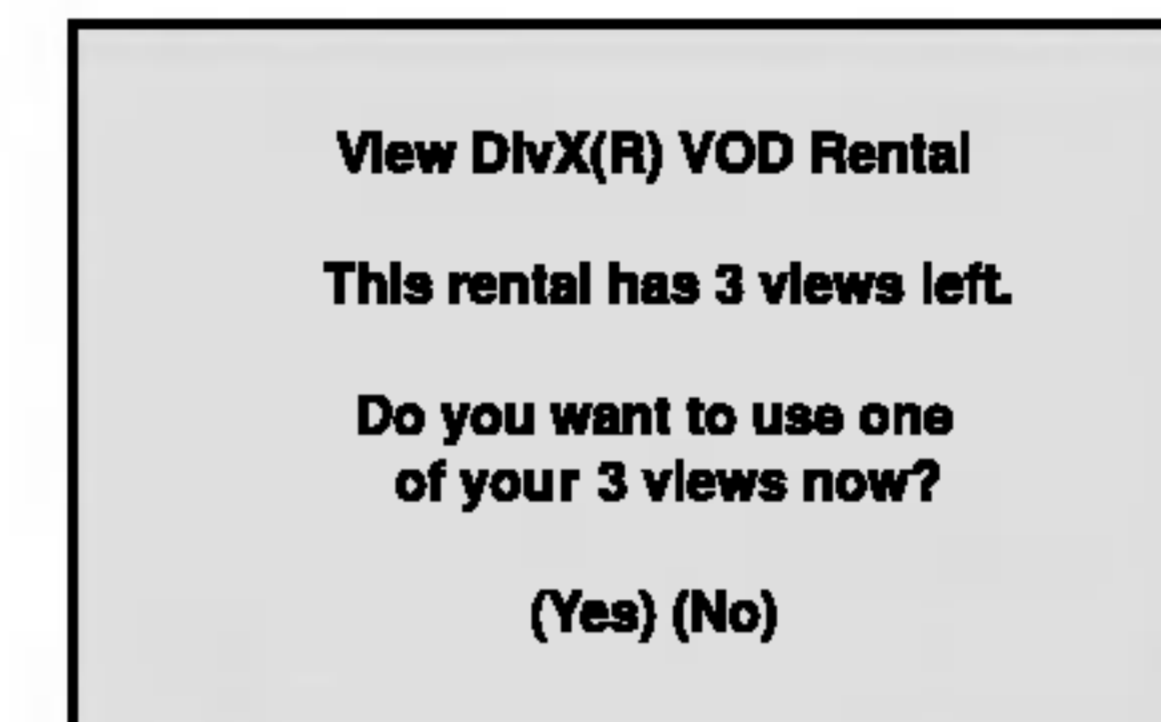 View DivX(R) VOD Rental
This rental has 3 views left.
Do you want to use one
of your 3 views now?
(Yes) (No)